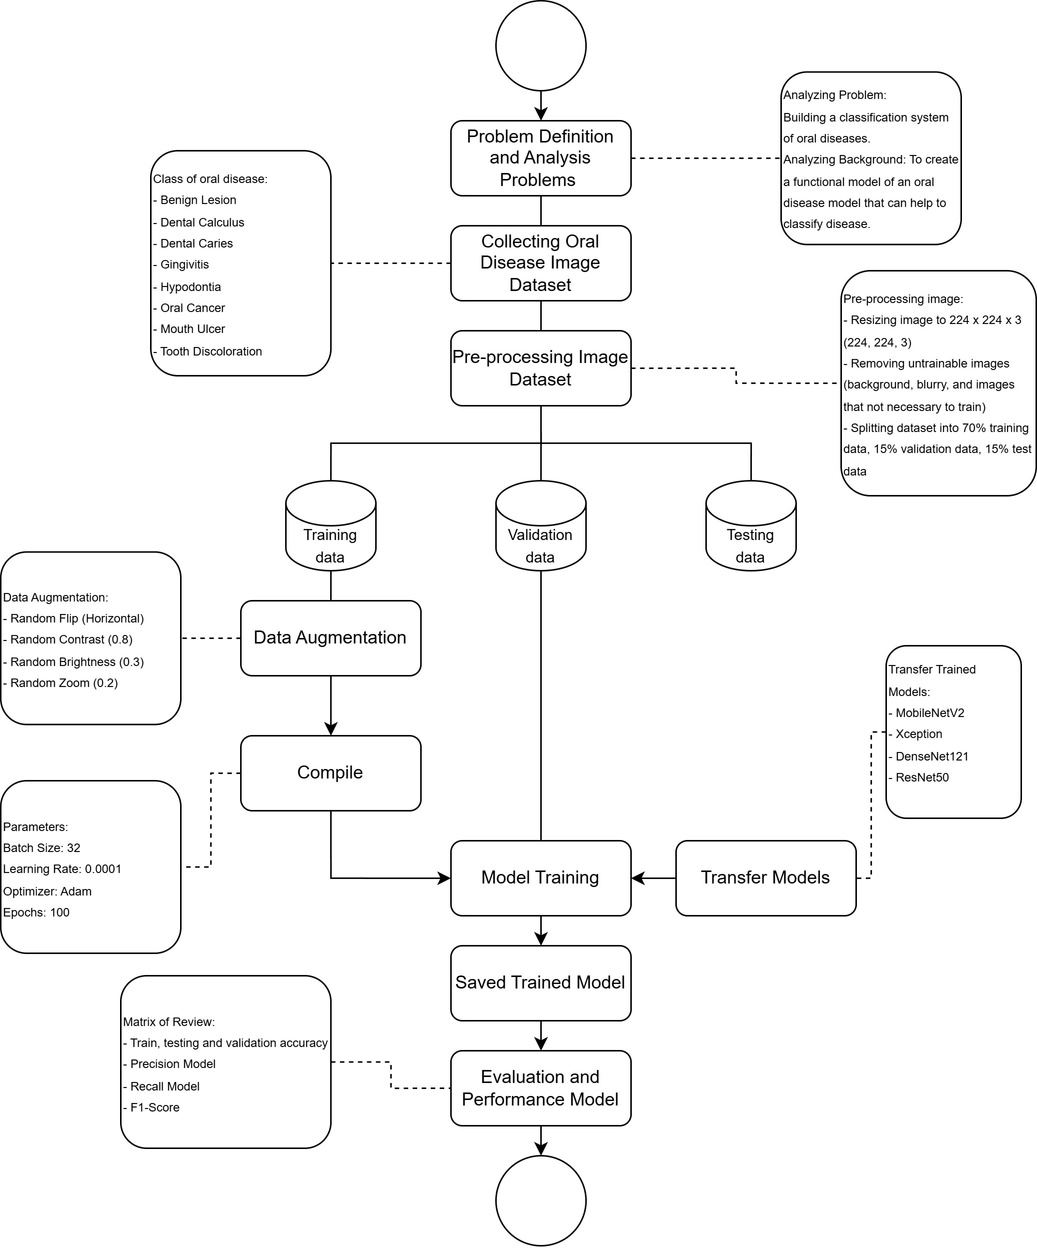 Problem Definition
and Analysis
Problems
Analyzing Problem:
Building a classification system
of oral diseases.
Analyzing Background: To create
a functional model of an oral
disease model that can help to
classify disease.
Class of oral disease:
- Benign Lesion
- Dental Calculus
- Dental Caries
- Gingivitis
- Hypodontia
- Oral Cancer
- Mouth Ulcer
- Tooth Discoloration
Collecting Oral
Disease Image
Dataset
Pre-processing Image
Dataset
Pre-processing image:
- Resizing image to 224 x 224 x 3
(224, 224, 3)
- Removing untrainable images
(background, blurry, and images
that not necessary to train)
- Splitting dataset into 70% training
data, 15% validation data, 15% test
data
Training
data
Validation
data
Testing
data
Data Augmentation:
- Random Flip (Horizontal)
- Random Contrast (0.8)
- Random Brightness (0.3)
- Random Zoom (0.2)
Data Augmentation
Compile
Transfer Trained
Models:
- MobileNetV2
- Xception
- DenseNet121
- ResNet50
Parameters:
Batch Size: 32
Learning Rate: 0.0001
Optimizer: Adam
Epochs: 100
Model Training
Transfer Models
Saved Trained Model
Matrix of Review:
- Train, testing and validation accuracy
- Precision Model
- Recall Model
- F1-Score
Evaluation and
Performance Model